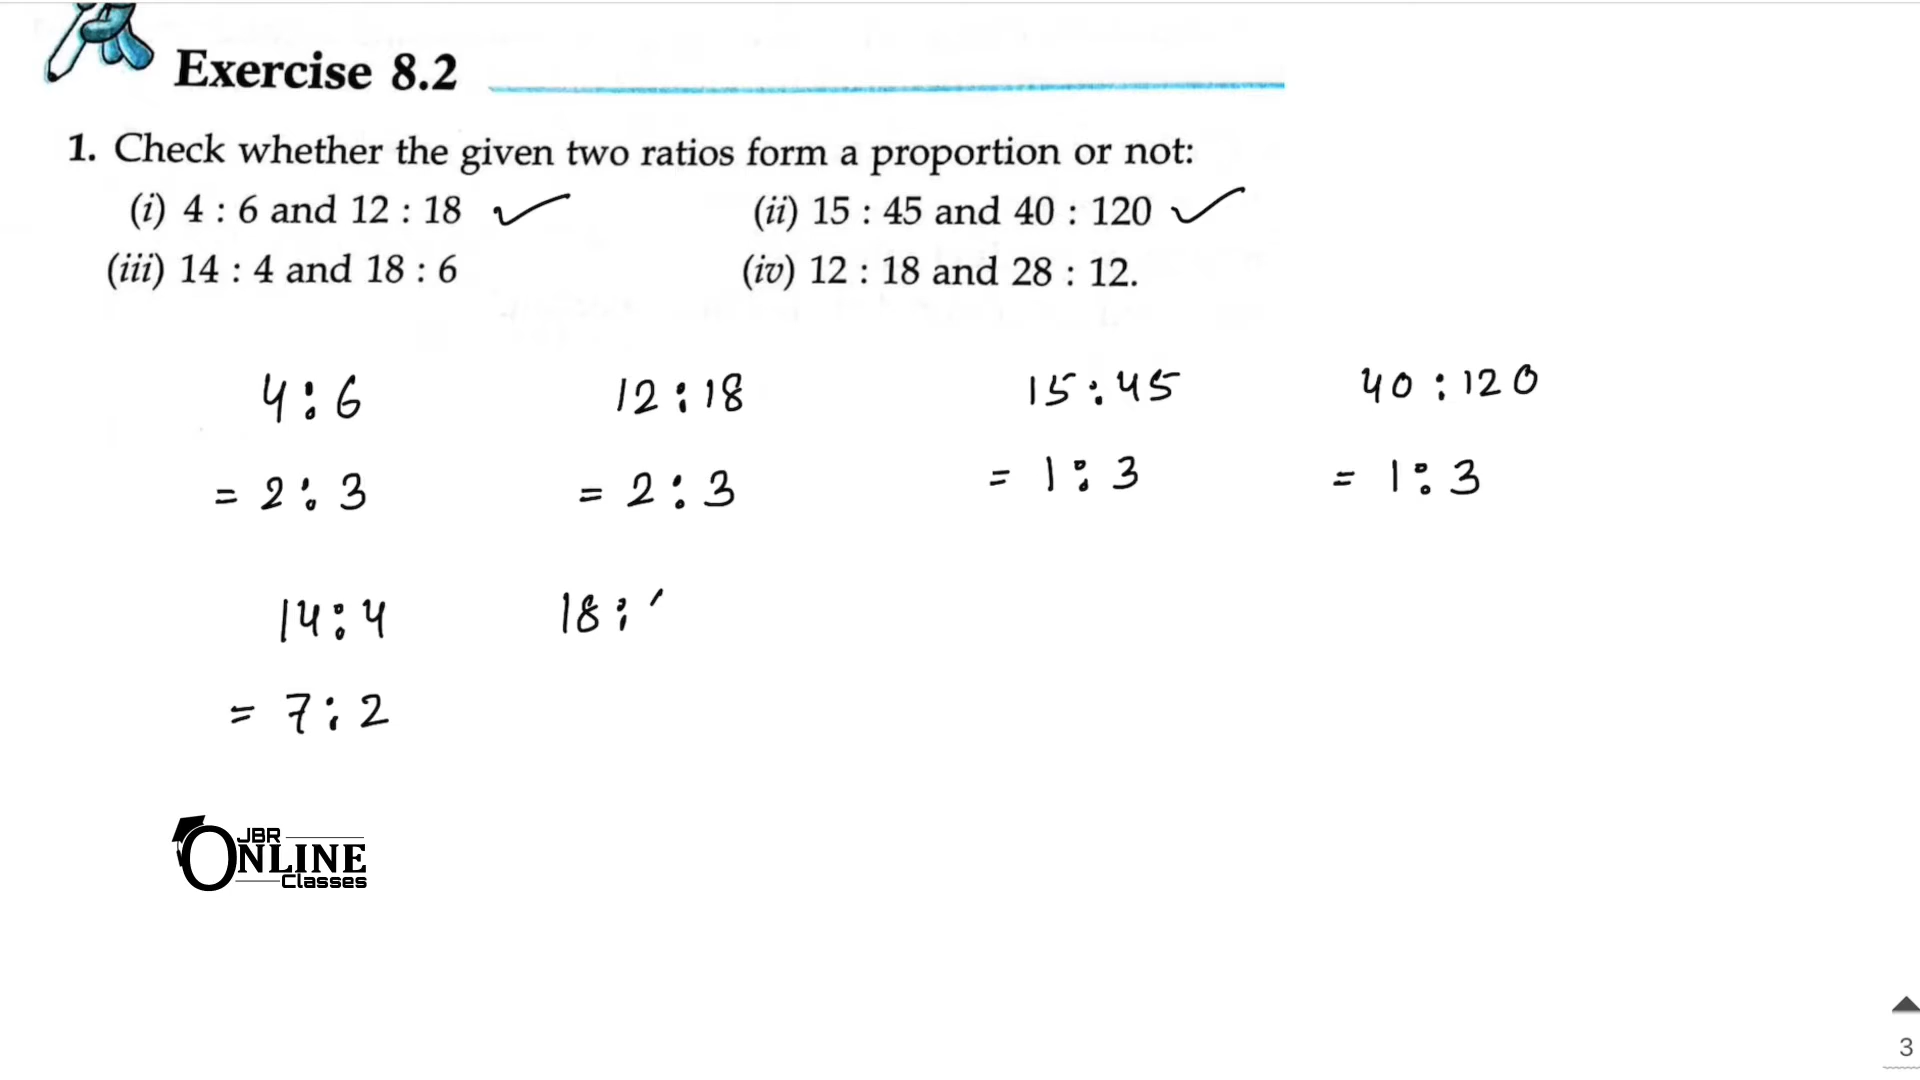 Exercise 8.2
1. Check whether the given two ratios form a proportion or not:
(i) 4 : 6 and 12 : 18 ✓ (ii) 15 : 45 and 40 : 120 ✓
(iii) 14 : 4 and 18 : 6 (iv) 12 : 18 and 28 : 12.
4 : 6 12 : 18 15 : 45 40 : 120
= 2 : 3 = 2 : 3 = 1 : 3 = 1 : 3
14 : 4 18 :
= 7 : 2
JBR
ONLINE
Classes
3